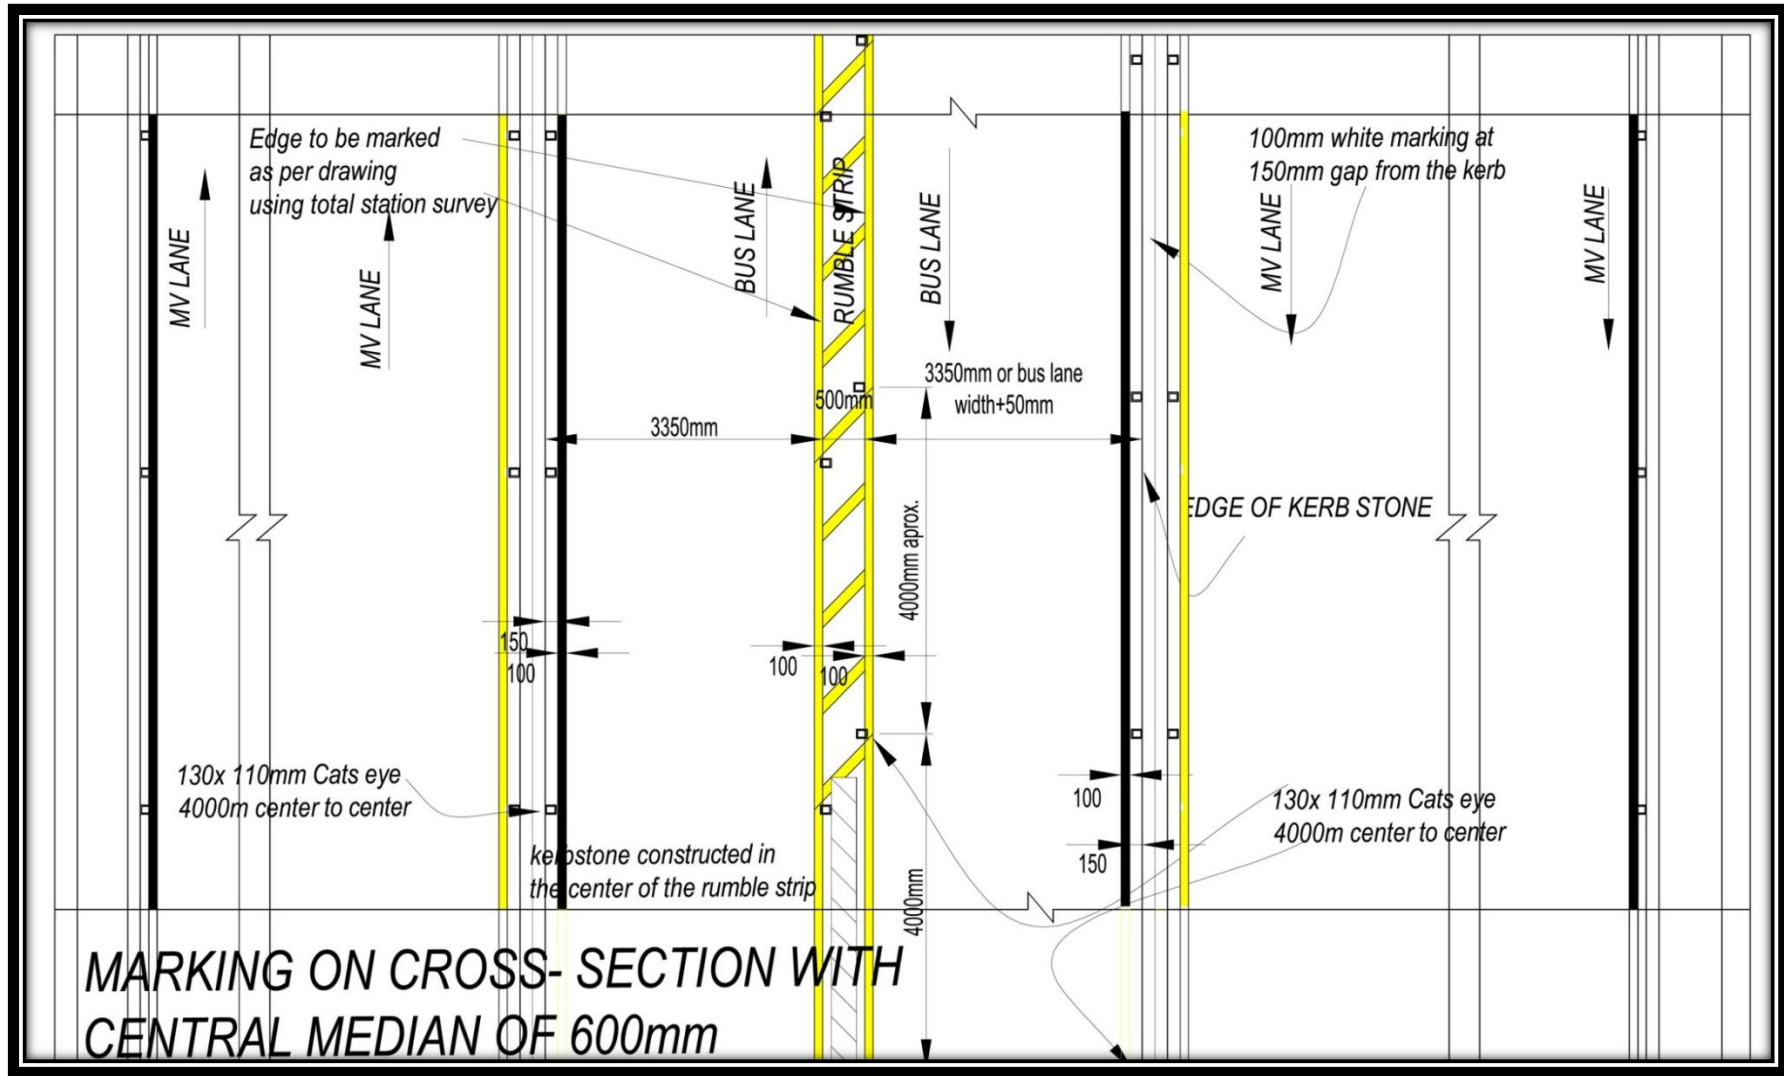 Edge to be marked
as per drawing
using total station survey
100mm white marking at
150mm gap from the kerb
MV LANE
MV LANE
BUS LANE
RUMBLE STRIP
BUS LANE
MV LANE
MV LANE
3350mm or bus lane
width+50mm
500mm
3350mm
EDGE OF KERB STONE
4000mm aprox.
150
100
100
100
130x 110mm Cats eye
4000m center to center
100
130x 110mm Cats eye
4000m center to center
150
kerbstone constructed in
the center of the rumble strip
4000mm
MARKING ON CROSS- SECTION WITH
CENTRAL MEDIAN OF 600mm